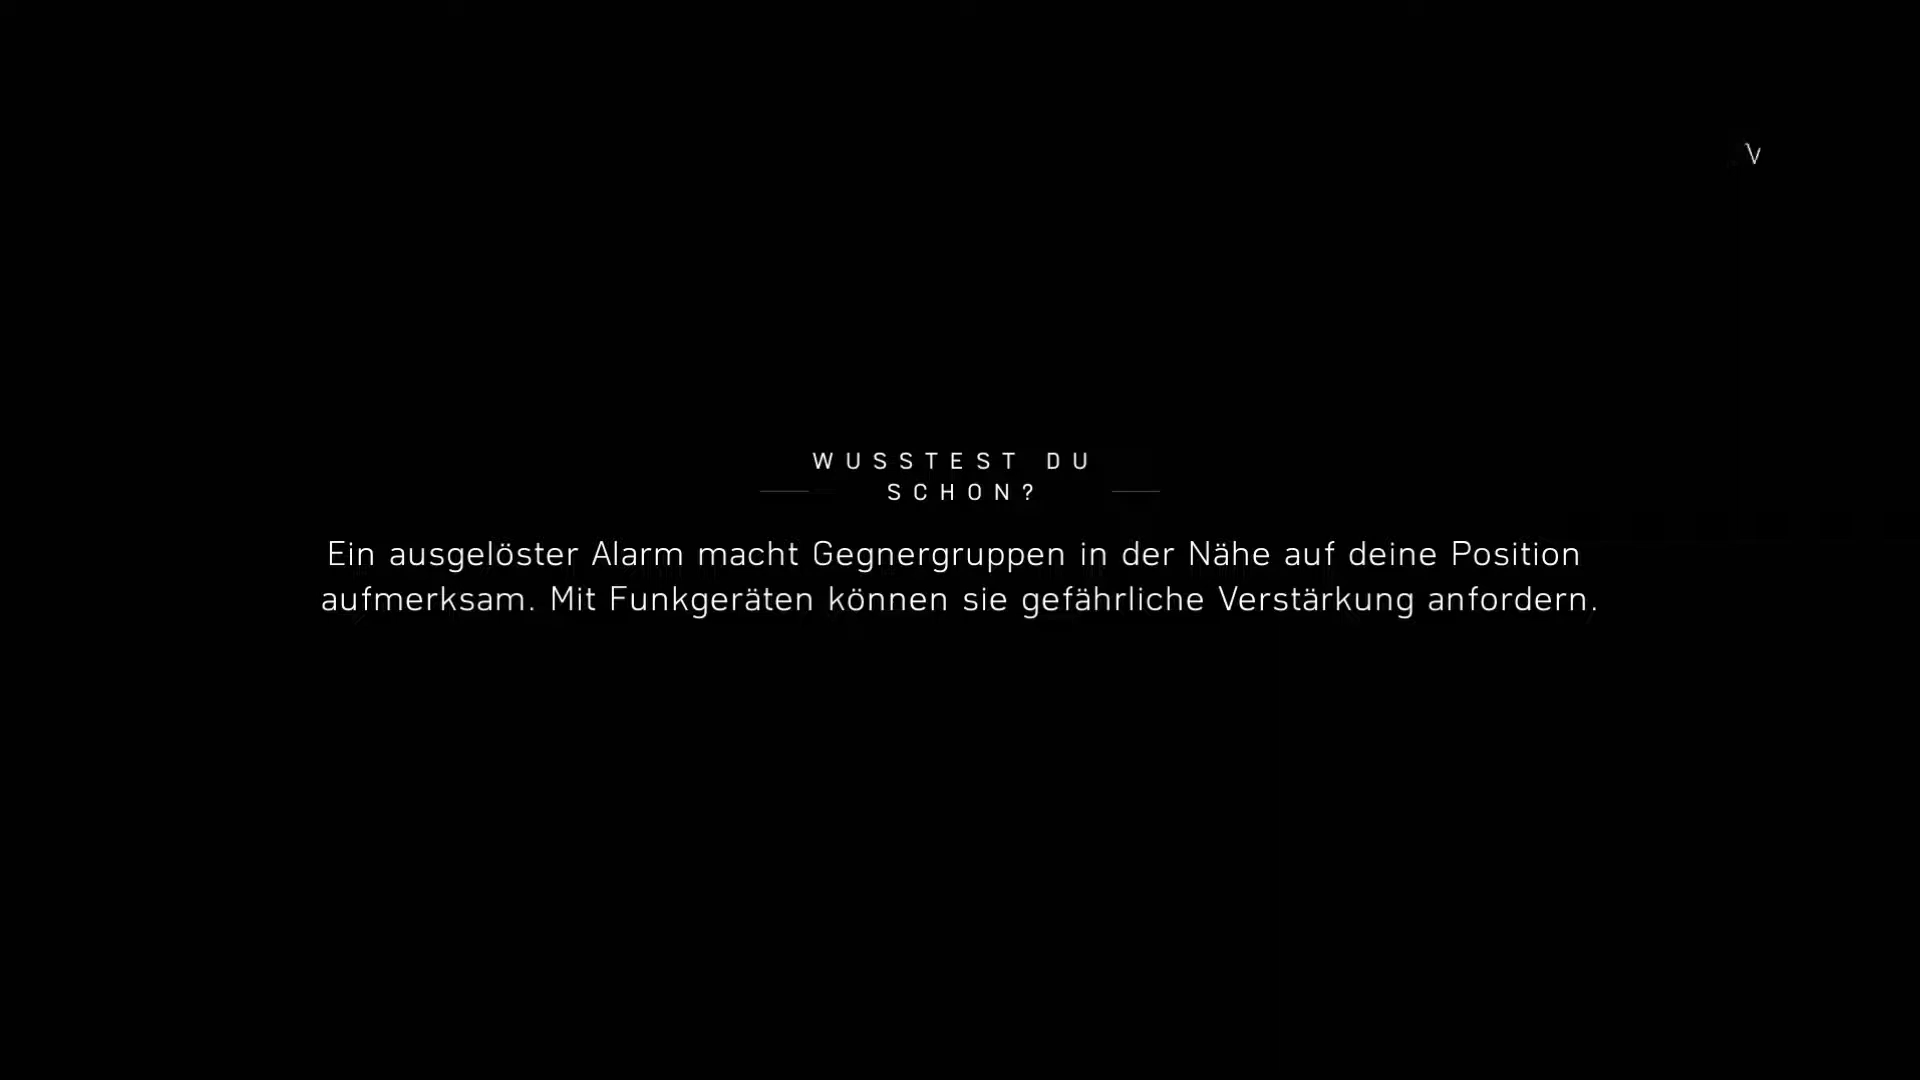 WUSSTEST DU
SCHON?
Ein ausgelöster Alarm macht Gegnergruppen in der Nähe auf deine Position
aufmerksam. Mit Funkgeräten können sie gefährliche Verstärkung anfordern.